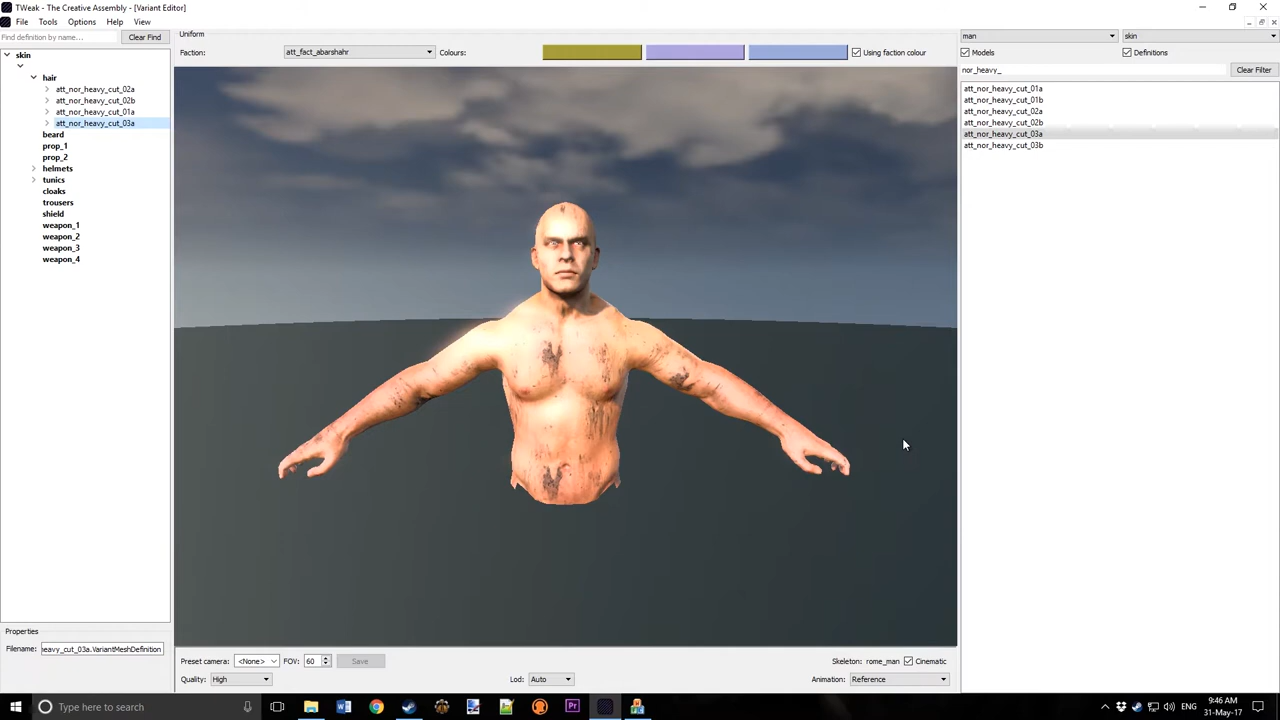 TWeak - The Creative Assembly - [Variant Editor]
File Tools Options Help View
Find definition by name... Clear Find
skin
hair
att_nor_heavy_cut_02a
att_nor_heavy_cut_02b
att_nor_heavy_cut_01a
att_nor_heavy_cut_03a
beard
prop_1
prop_2
helmets
tunics
cloaks
trousers
shield
weapon_1
weapon_2
weapon_3
weapon_4
Properties
Filename: heavy_cut_03a.VariantMeshDefinition
Uniform
Faction: att_fact_abarshahr Colours: Using faction colour
man skin
Models Definitions
nor_heavy_ Clear Filter
att_nor_heavy_cut_01a
att_nor_heavy_cut_01b
att_nor_heavy_cut_02a
att_nor_heavy_cut_02b
att_nor_heavy_cut_03a
att_nor_heavy_cut_03b
Preset camera: <None> FOV: 60 Save Skeleton: rome_man Cinematic
Quality: High Lod: Auto Animation: Reference
Type here to search
ENG
9:46 AM
31-May-17